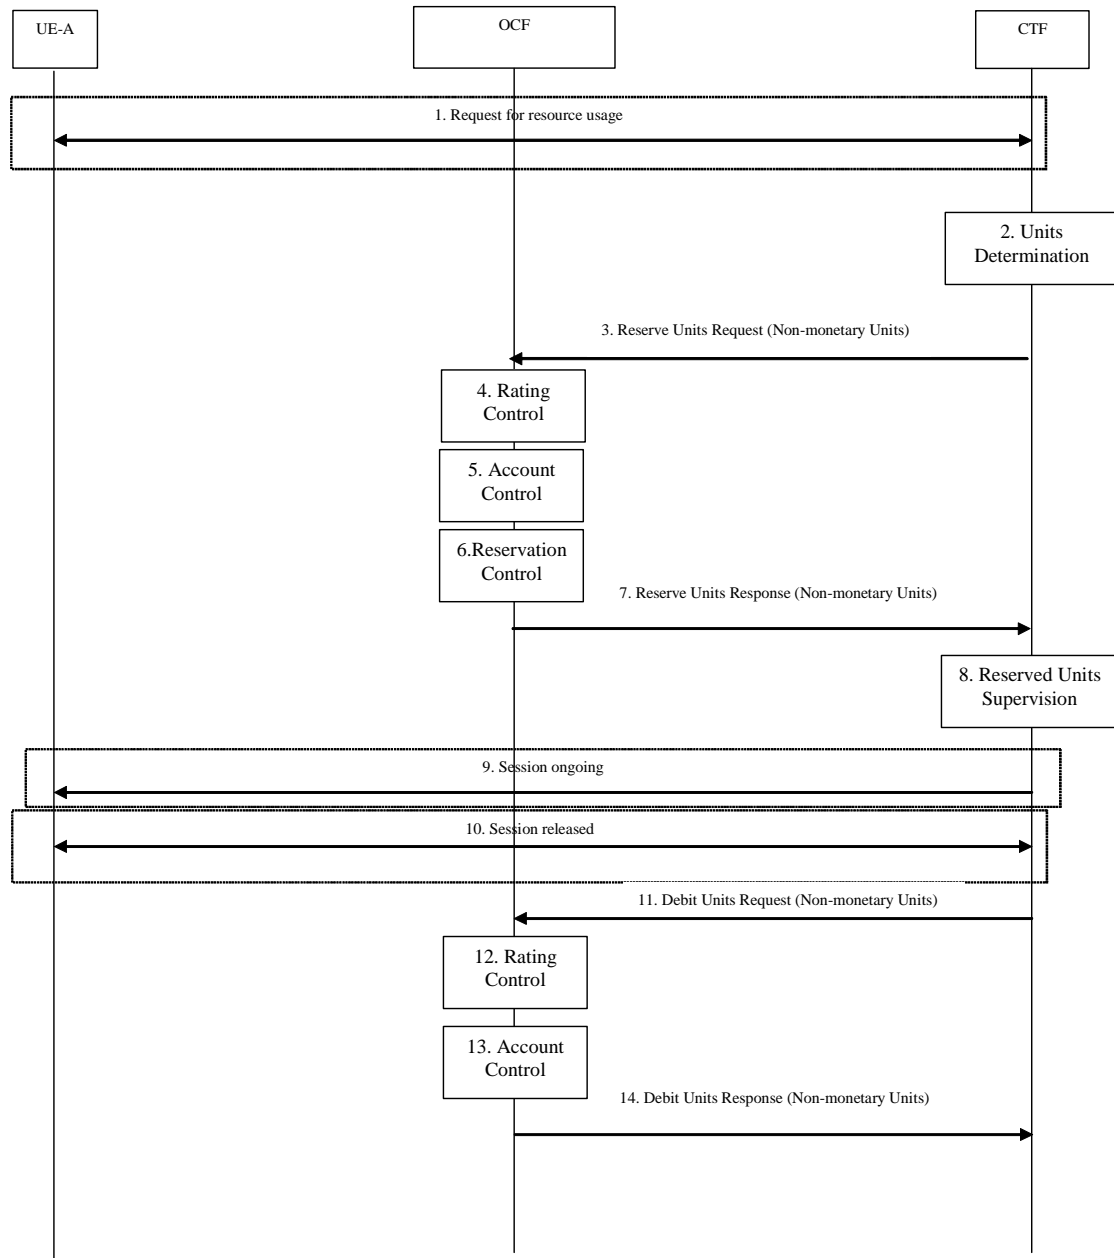 UE-A
OCF
CTF
1. Request for resource usage
2. Units
Determination
3. Reserve Units Request (Non-monetary Units)
4. Rating
Control
5. Account
Control
6.Reservation
Control
7. Reserve Units Response (Non-monetary Units)
8. Reserved Units
Supervision
9. Session ongoing
10. Session released
11. Debit Units Request (Non-monetary Units)
12. Rating
Control
13. Account
Control
14. Debit Units Response (Non-monetary Units)